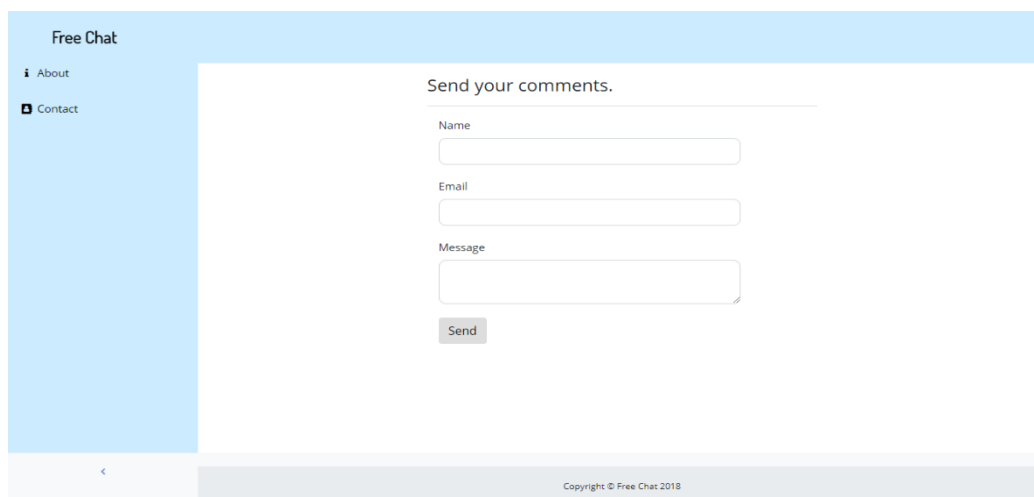 Free Chat
About
Contact
Send your comments.
Name
Email
Message
Send
Copyright © Free Chat 2018